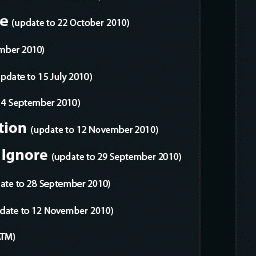 e (update to 22 October 2010)
mber 2010)
pdate to 15 July 2010)
4 September 2010)
tion (update to 12 November 2010)
Ignore (update to 29 September 2010)
ate to 28 September 2010)
date to 12 November 2010)
TM)